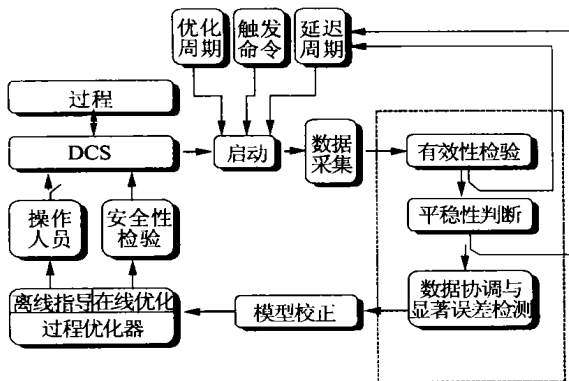 优化
周期
触发
命令
延迟
周期
过程
DCS
启动
数据
采集
有效性检验
平稳性判断
操作
人员
安全性
检验
离线指导
在线优化
过程优化器
模型校正
数据协调与
显著误差检测